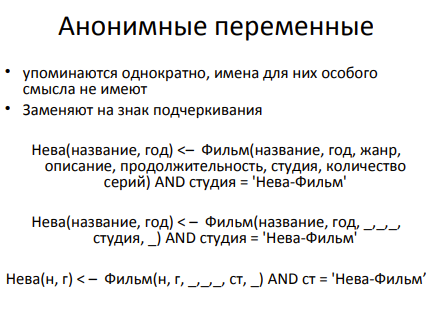 Анонимные переменные
• упоминаются однократно, имена для них особого
смысла не имеют
• Заменяют на знак подчеркивания
Нева(название, год) <– Фильм(название, год, жанр,
описание, продолжительность, студия, количество
серий) AND студия = 'Нева-Фильм'
Нева(название, год) < – Фильм(название, год, _,_,_,
студия, _) AND студия = 'Нева-Фильм'
Нева(н, г) < – Фильм(н, г, _,_,_, ст, _) AND ст = 'Нева-Фильм’